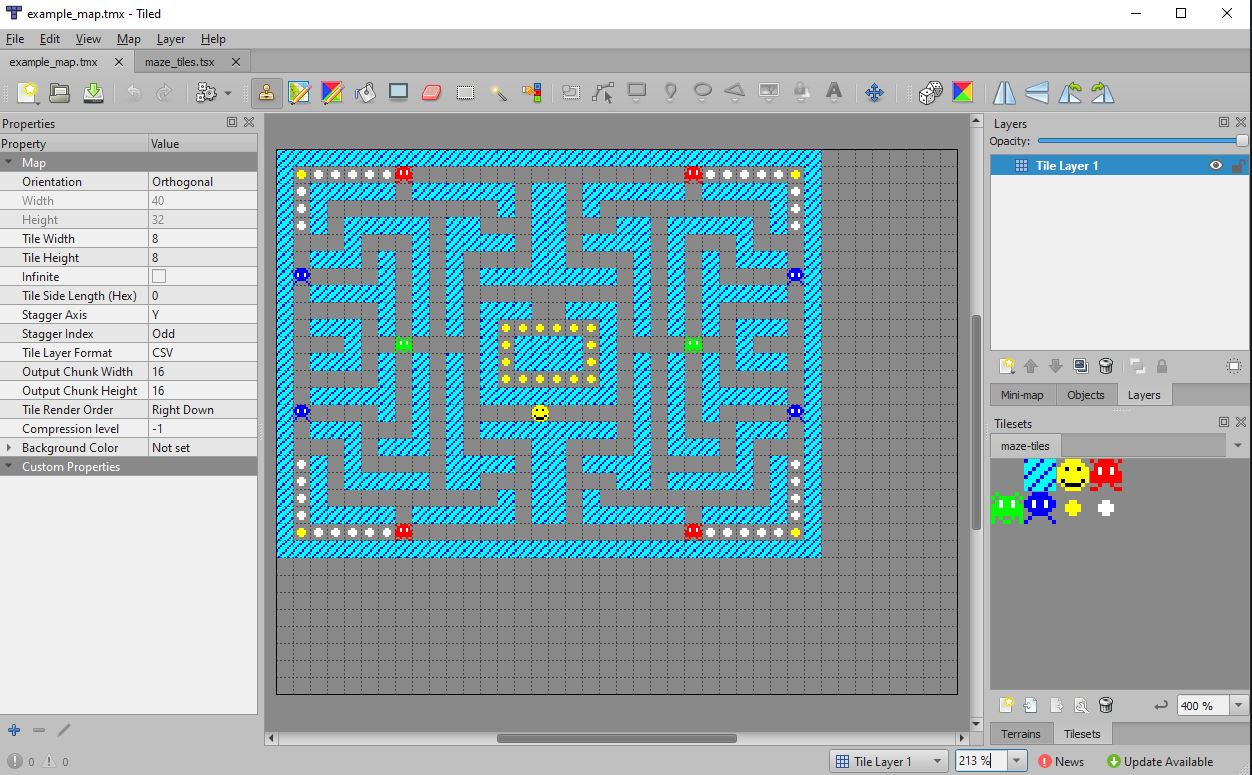 example_map.tmx - Tiled
File Edit View Map Layer Help
example_map.tmx maze_tiles.tsx
Properties
Property Value
Map
Orientation Orthogonal
Width 40
Height 32
Tile Width 8
Tile Height 8
Infinite
Tile Side Length (Hex) 0
Stagger Axis Y
Stagger Index Odd
Tile Layer Format CSV
Output Chunk Width 16
Output Chunk Height 16
Tile Render Order Right Down
Compression level -1
Background Color Not set
Custom Properties
0 0
Layers
Opacity:
Tile Layer 1
Mini-map Objects Layers
Tilesets
maze-tiles
400 %
Terrains Tilesets
Tile Layer 1 213 % News Update Available